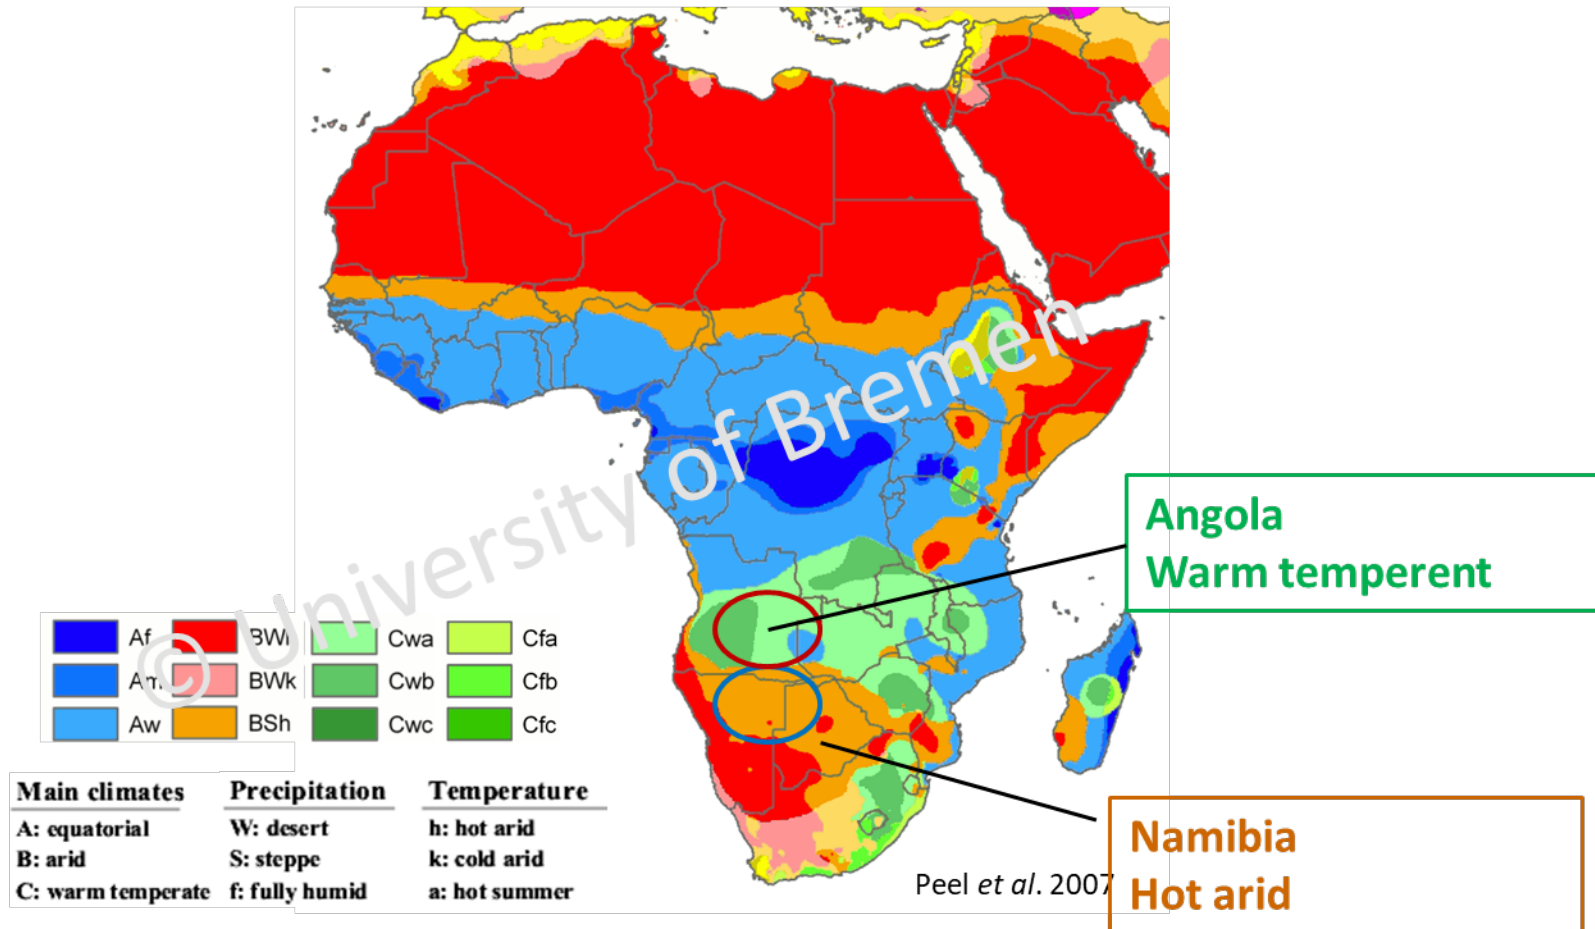 © University of Bremen
Angola
Warm temperent
Af
BWh
Cwa
Cfa
Am
BWk
Cwb
Cfb
Aw
BSh
Cwc
Cfc
Main climates
Precipitation
Temperature
A: equatorial
W: desert
h: hot arid
B: arid
S: steppe
k: cold arid
C: warm temperate
f: fully humid
a: hot summer
Peel et al. 2007
Namibia
Hot arid